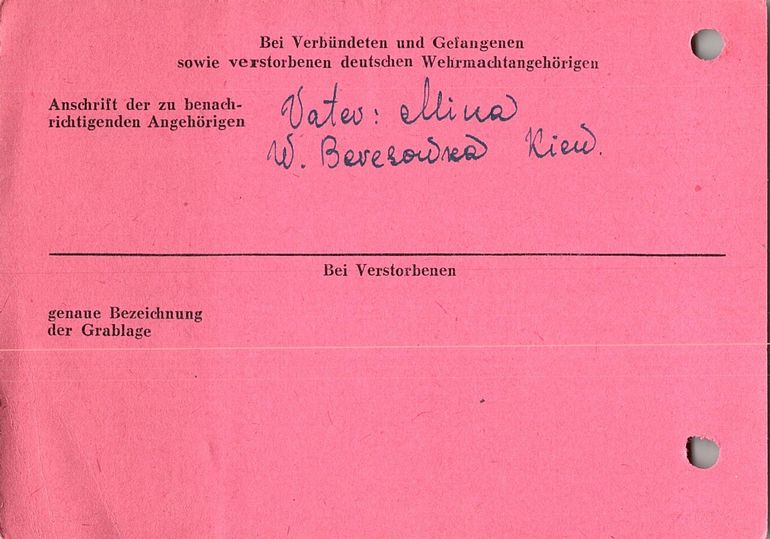 Bei Verbündeten und Gefangenen
sowie verstorbenen deutschen Wehrmachtangehörigen
Anschrift der zu benach-
richtigenden Angehörigen
Vater: Mina
W. Beresowka Kiew.
Bei Verstorbenen
genaue Bezeichnung
der Grablage